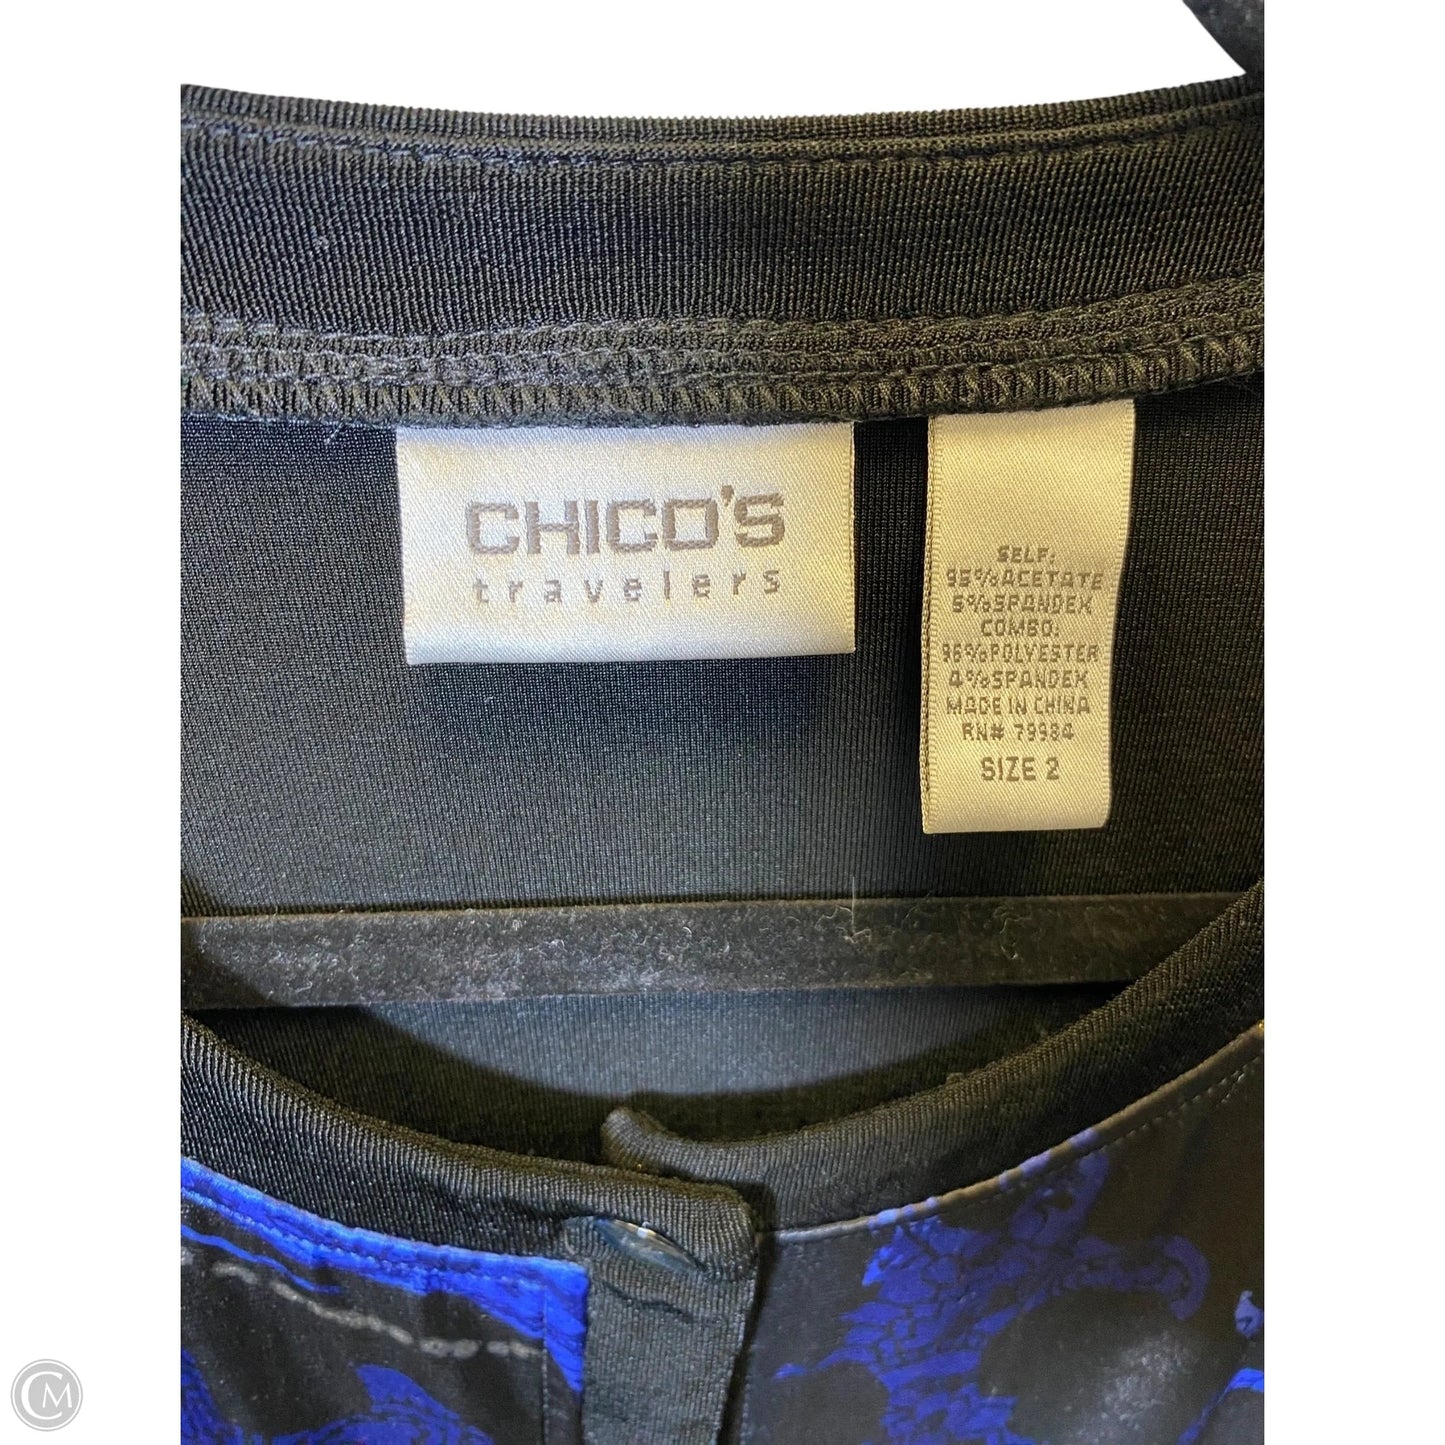 CHICO'S
travelers
SELF:
95%ACETATE
5%SPANDEX
COMBO:
96%POLYESTER
4%SPANDEX
MADE IN CHINA
RN# 79984
SIZE 2
CM